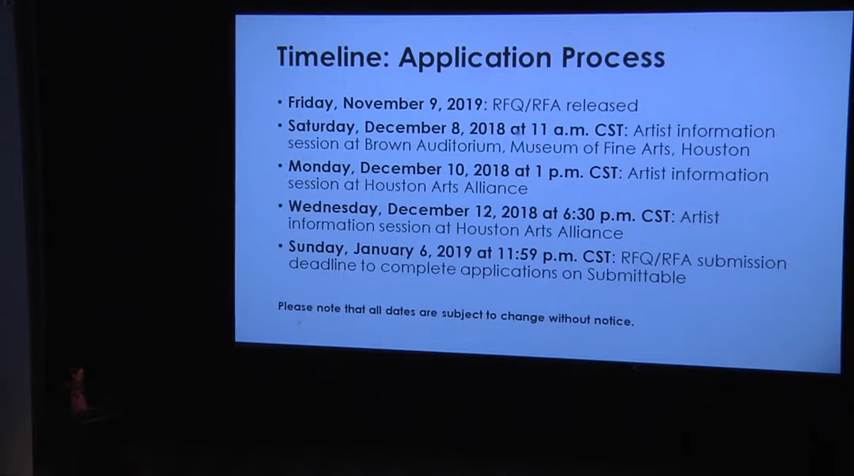 Timeline: Application Process
• Friday, November 9, 2019: RFQ/RFA released
• Saturday, December 8, 2018 at 11 a.m. CST: Artist information
session at Brown Auditorium, Museum of Fine Arts, Houston
• Monday, December 10, 2018 at 1 p.m. CST: Artist information
session at Houston Arts Alliance
• Wednesday, December 12, 2018 at 6:30 p.m. CST: Artist
information session at Houston Arts Alliance
• Sunday, January 6, 2019 at 11:59 p.m. CST: RFQ/RFA submission
deadline to complete applications on Submittable
Please note that all dates are subject to change without notice.